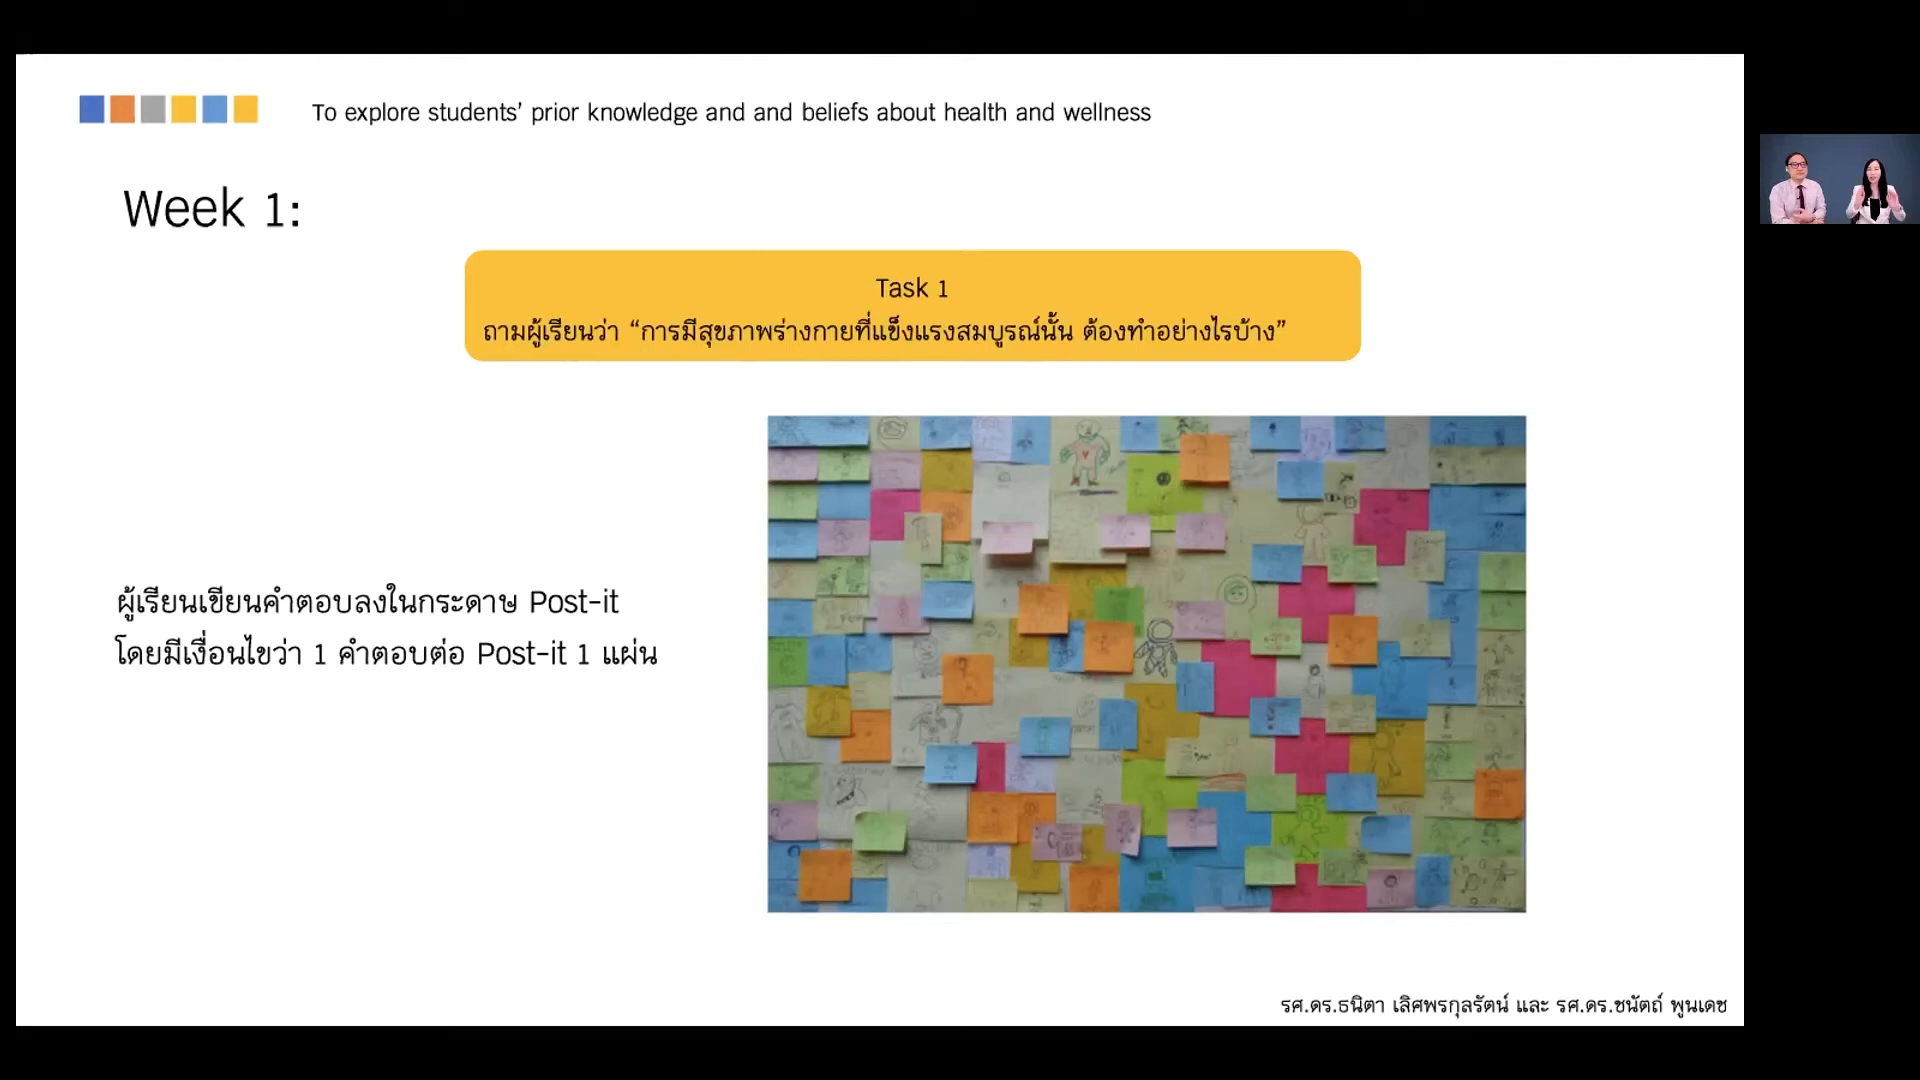 To explore students’ prior knowledge and and beliefs about health and wellness
Week 1:
Task 1
ถามผู้เรียนว่า “การมีสุขภาพร่างกายที่แข็งแรงสมบูรณ์นั้น ต้องทำอย่างไรบ้าง”
ผู้เรียนเขียนคำตอบลงในกระดาษ Post-it
โดยมีเงื่อนไขว่า 1 คำตอบต่อ Post-it 1 แผ่น
รศ.ดร.ธนิตา เลิศพรกุลรัตน์ และ รศ.ดร.ชนัตถ์ พูนเดช